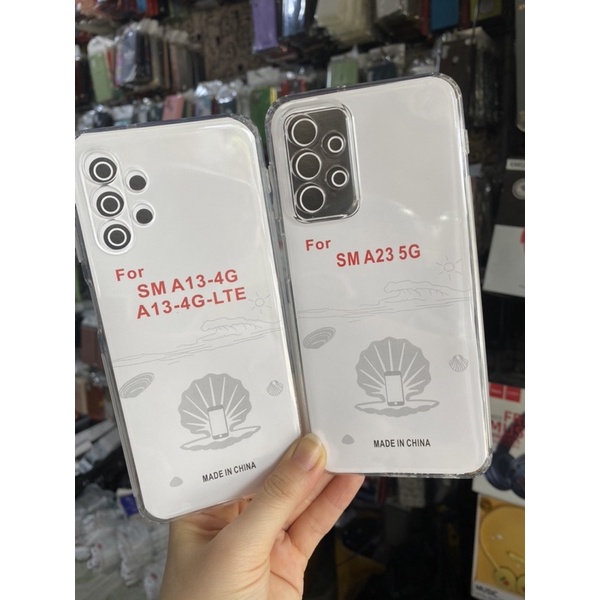 For
SM A13-4G
A13-4G-LTE
MADE IN CHINA
For
SM A23 5G
MADE IN CHINA